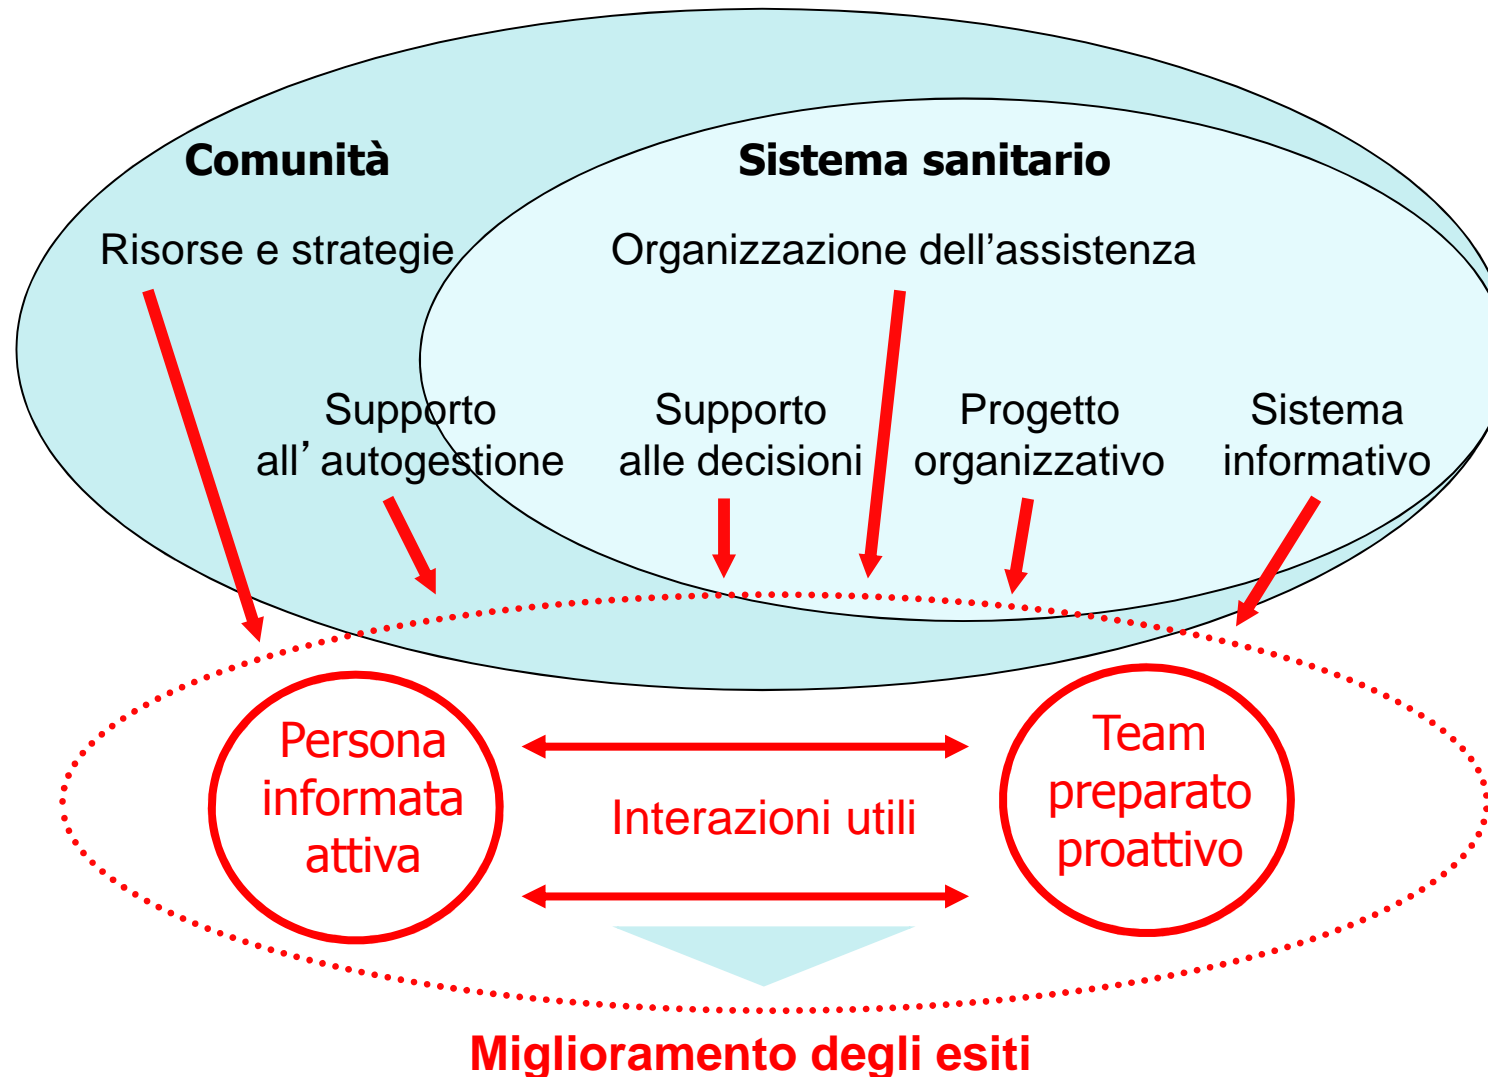 Comunità
Sistema sanitario
Risorse e strategie
Organizzazione dell’assistenza
Supporto
all’ autogestione
Supporto
alle decisioni
Progetto
organizzativo
Sistema
informativo
Persona
informata
attiva
Interazioni utili
Team
preparato
proattivo
Miglioramento degli esiti